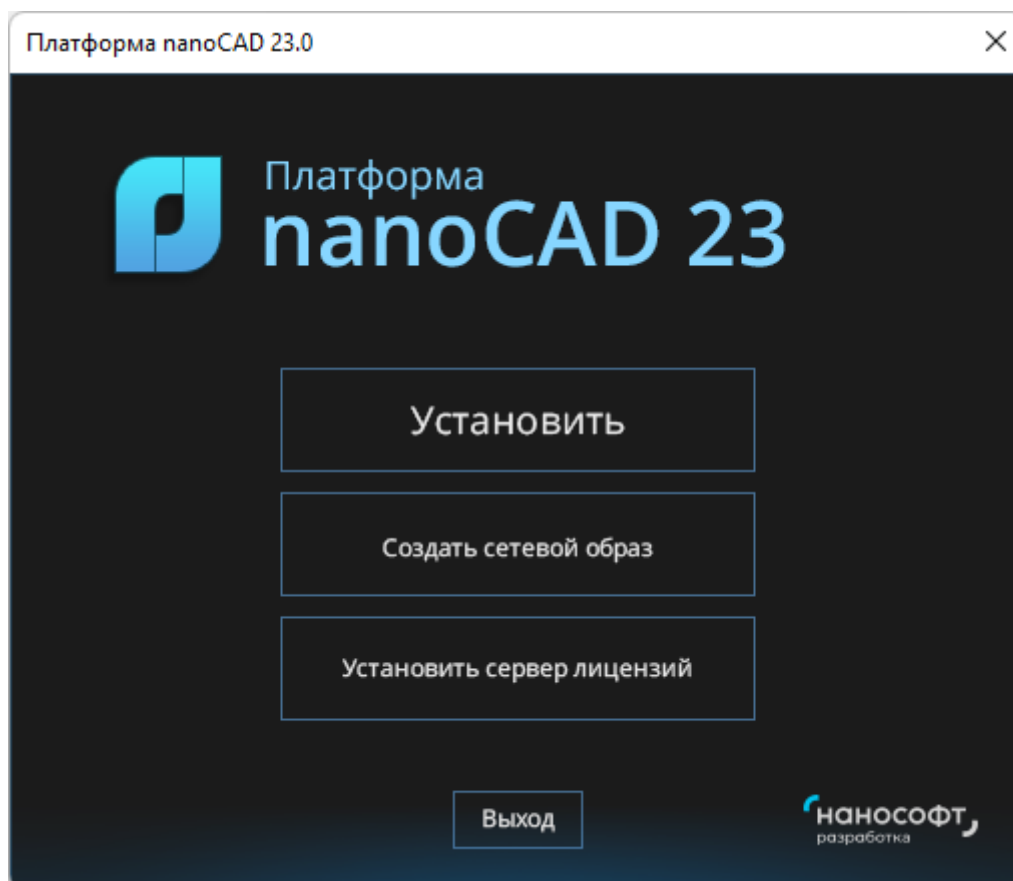 Платформа nanoCAD 23.0
Платформа
nanoCAD 23
Установить
Создать сетевой образ
Установить сервер лицензий
Выход
нанософт
разработка